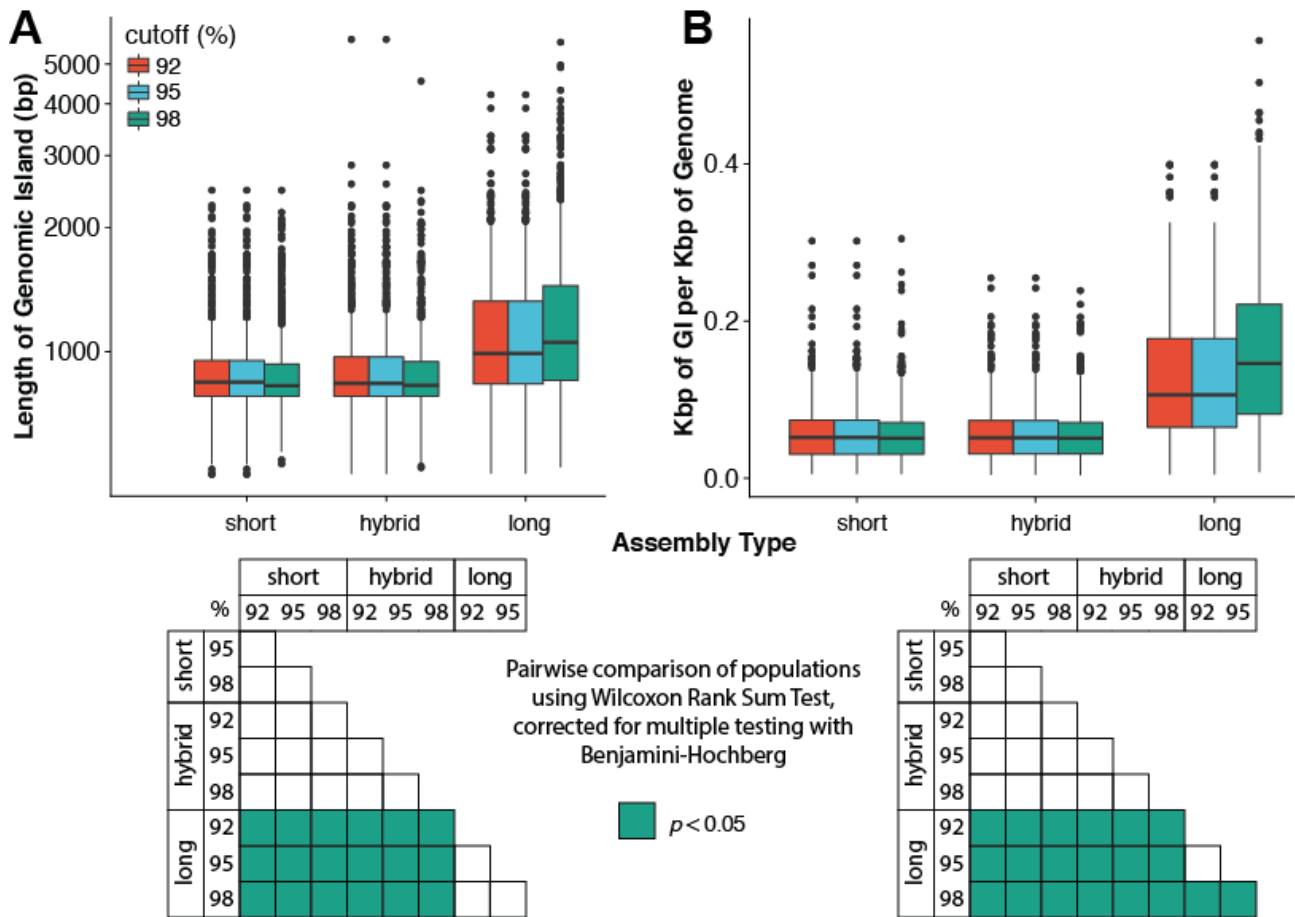 A
B
cutoff (%)
92
95
98
Length of Genomic Island (bp)
5000
4000
3000
2000
1000
short hybrid long
Kbp of GI per Kbp of Genome
0.4
0.2
0.0
short hybrid long
Assembly Type
short hybrid long
% 92 95 98 92 95 98 92 95
short
95
98
hybrid
92
95
98
long
92
95
98
Pairwise comparison of populations
using Wilcoxon Rank Sum Test,
corrected for multiple testing with
Benjamini-Hochberg
p < 0.05
short hybrid long
% 92 95 98 92 95 98 92 95
short
95
98
hybrid
92
95
98
long
92
95
98